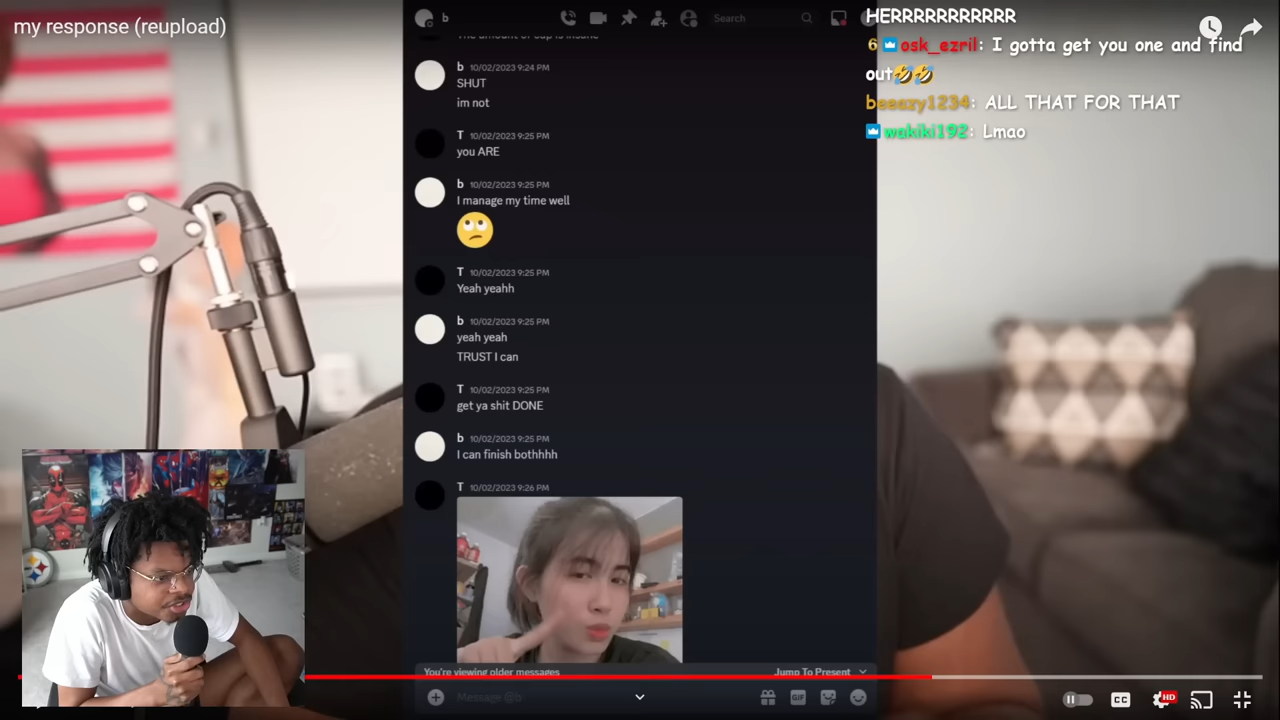 my response (reupload)
b
Search
The amount of cap is insane
b 10/02/2023 9:24 PM
SHUT
im not
T 10/02/2023 9:25 PM
you ARE
b 10/02/2023 9:25 PM
I manage my time well
T 10/02/2023 9:25 PM
Yeah yeahh
b 10/02/2023 9:25 PM
yeah yeah
TRUST I can
T 10/02/2023 9:25 PM
get ya shit DONE
b 10/02/2023 9:25 PM
I can finish bothhhh
T 10/02/2023 9:26 PM
You're viewing older messages
Jump To Present
Message @b
GIF
HERRRRRRRRRRR
6 osk_ezril: I gotta get you one and find
out🤣🤣
beeazy1234: ALL THAT FOR THAT
wakiki192: Lmao
CC
HD